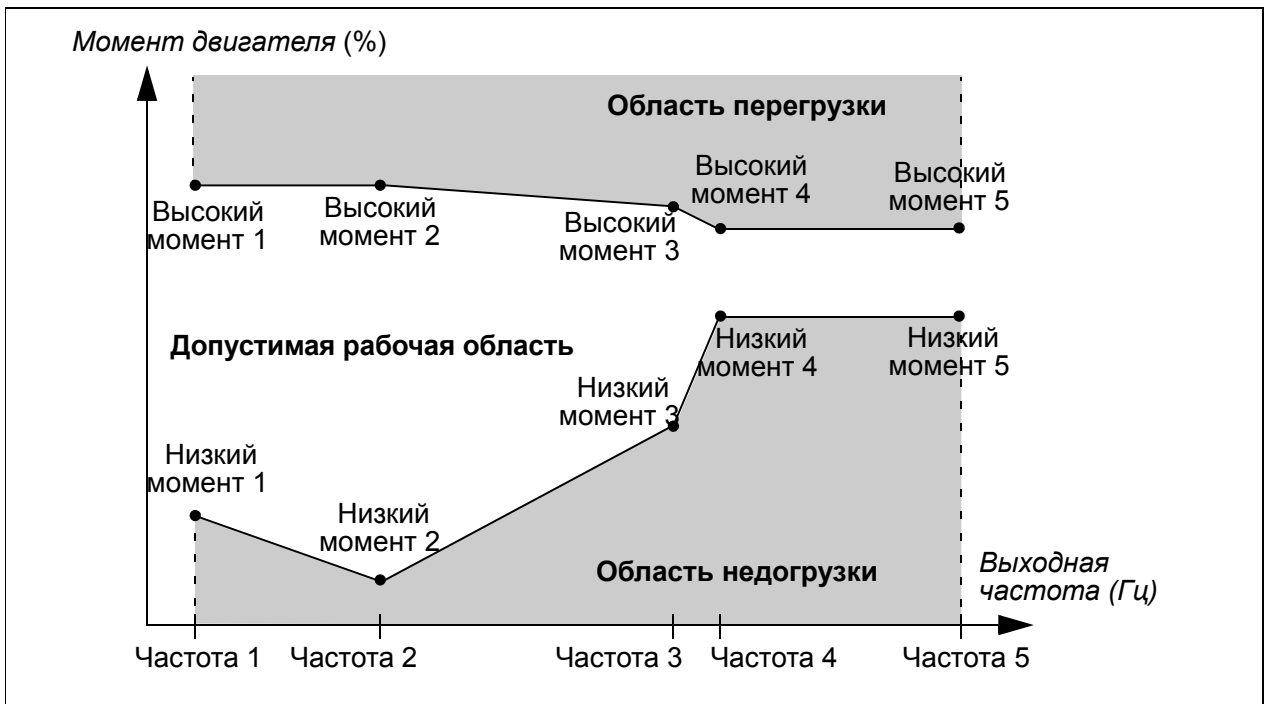 Момент двигателя (%)
Область перегрузки
Высокий
момент 1
Высокий
момент 2
Высокий
момент 3
Высокий
момент 4
Высокий
момент 5
Допустимая рабочая область
Низкий
момент 1
Низкий
момент 2
Низкий
момент 3
Низкий
момент 4
Низкий
момент 5
Область недогрузки
Выходная
частота (Гц)
Частота 1
Частота 2
Частота 3
Частота 4
Частота 5